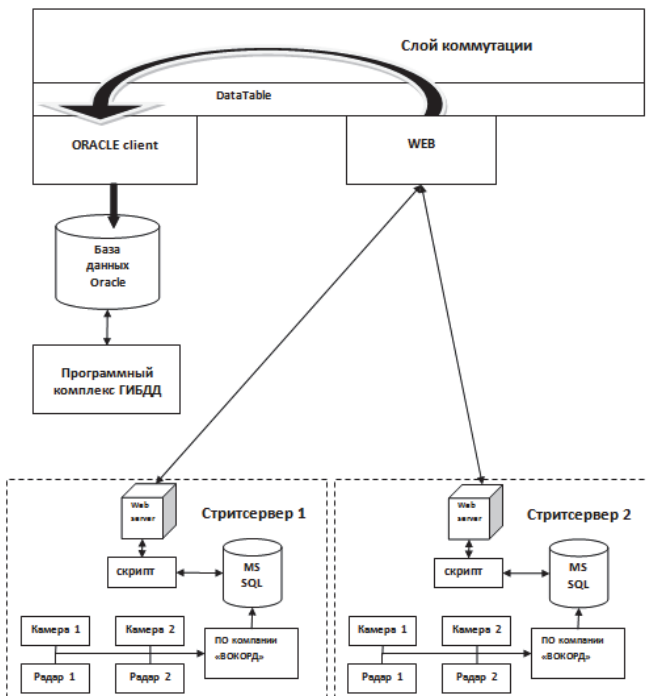 Слой коммутации
DataTable
ORACLE client
WEB
База
данных
Oracle
Программный
комплекс ГИБДД
Web
server
Стритсервер 1
скрипт
MS
SQL
Камера 1
Камера 2
ПО компании
«ВОКОРД»
Радар 1
Радар 2
Web
server
Стритсервер 2
скрипт
MS
SQL
Камера 1
Камера 2
ПО компании
«ВОКОРД»
Радар 1
Радар 2